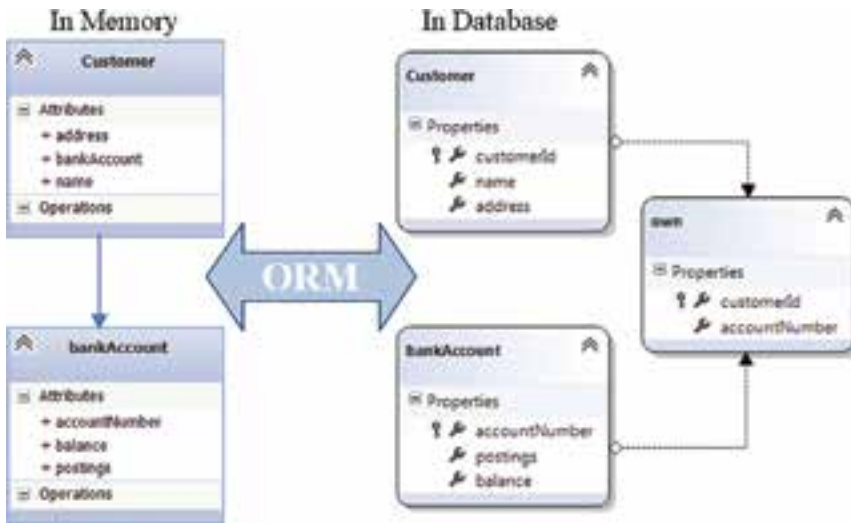 In Memory
Customer
Attributes
+ address
+ bankAccount
+ name
Operations
bankAccount
Attributes
+ accountNumber
+ balance
+ postings
Operations
ORM
In Database
Customer
Properties
customerId
name
address
own
Properties
customerId
accountNumber
bankAccount
Properties
accountNumber
postings
balance